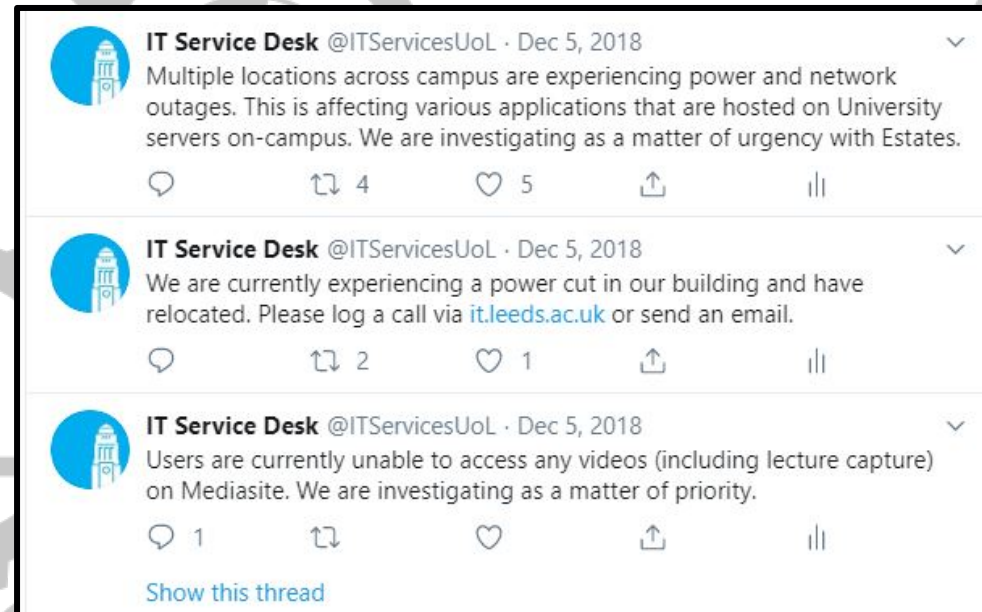 IT Service Desk @ITServicesUoL · Dec 5, 2018
Multiple locations across campus are experiencing power and network
outages. This is affecting various applications that are hosted on University
servers on-campus. We are investigating as a matter of urgency with Estates.
4 5
IT Service Desk @ITServicesUoL · Dec 5, 2018
We are currently experiencing a power cut in our building and have
relocated. Please log a call via it.leeds.ac.uk or send an email.
2 1
IT Service Desk @ITServicesUoL · Dec 5, 2018
Users are currently unable to access any videos (including lecture capture)
on Mediasite. We are investigating as a matter of priority.
1
Show this thread